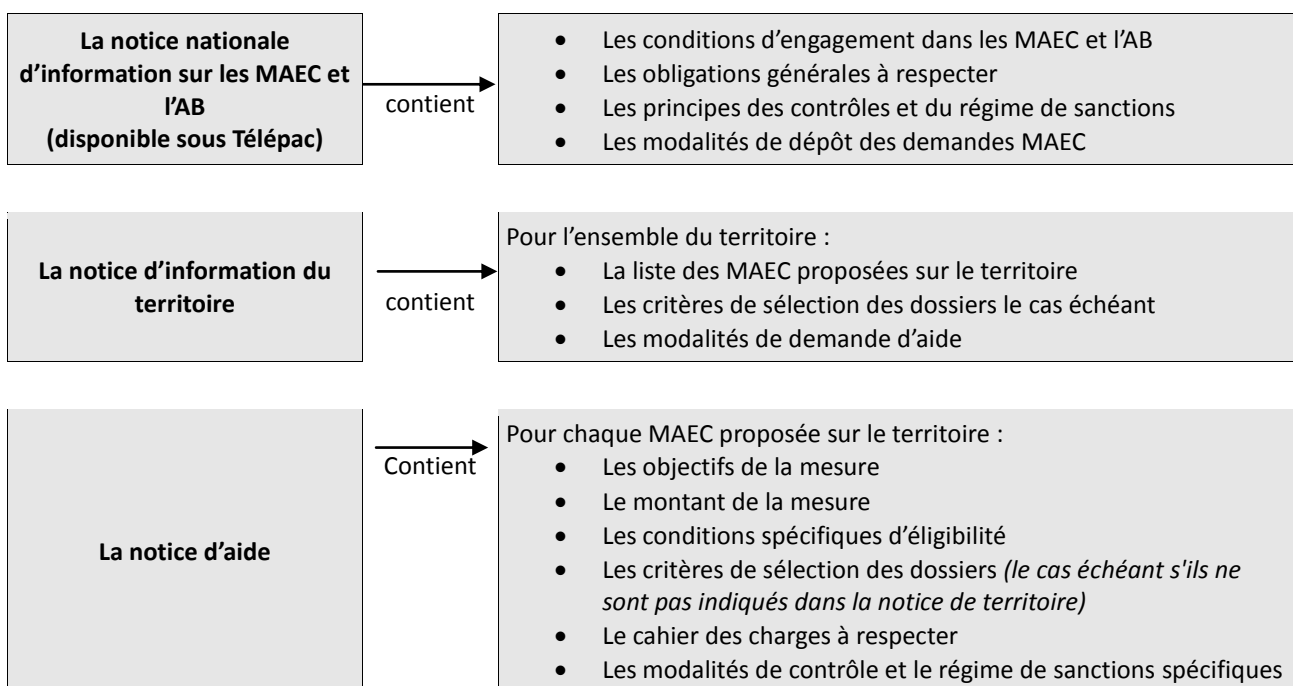 La notice nationale
d’information sur les MAEC et
l’AB
(disponible sous Télépac)
contient
• Les conditions d’engagement dans les MAEC et l’AB
• Les obligations générales à respecter
• Les principes des contrôles et du régime de sanctions
• Les modalités de dépôt des demandes MAEC
La notice d’information du
territoire
contient
Pour l’ensemble du territoire :
• La liste des MAEC proposées sur le territoire
• Les critères de sélection des dossiers le cas échéant
• Les modalités de demande d’aide
La notice d’aide
Contient
Pour chaque MAEC proposée sur le territoire :
• Les objectifs de la mesure
• Le montant de la mesure
• Les conditions spécifiques d’éligibilité
• Les critères de sélection des dossiers (le cas échéant s'ils ne
sont pas indiqués dans la notice de territoire)
• Le cahier des charges à respecter
• Les modalités de contrôle et le régime de sanctions spécifiques